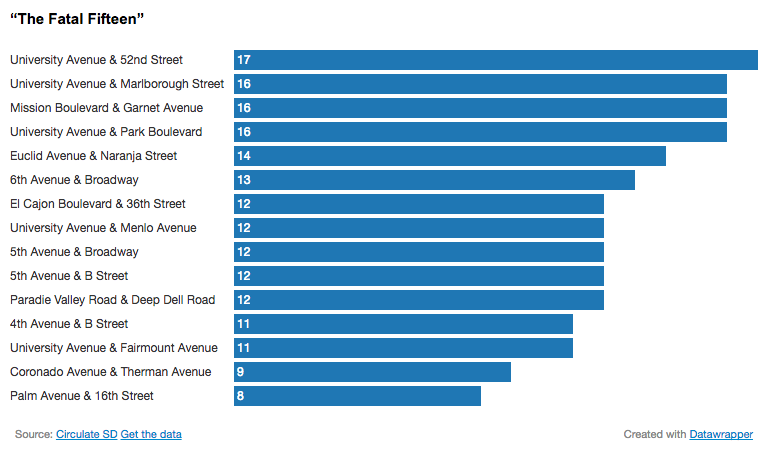 “The Fatal Fifteen”
University Avenue & 52nd Street 17
University Avenue & Marlborough Street 16
Mission Boulevard & Garnet Avenue 16
University Avenue & Park Boulevard 16
Euclid Avenue & Naranja Street 14
6th Avenue & Broadway 13
El Cajon Boulevard & 36th Street 12
University Avenue & Menlo Avenue 12
5th Avenue & Broadway 12
5th Avenue & B Street 12
Paradie Valley Road & Deep Dell Road 12
4th Avenue & B Street 11
University Avenue & Fairmount Avenue 11
Coronado Avenue & Therman Avenue 9
Palm Avenue & 16th Street 8
Source: Circulate SD Get the data Created with Datawrapper